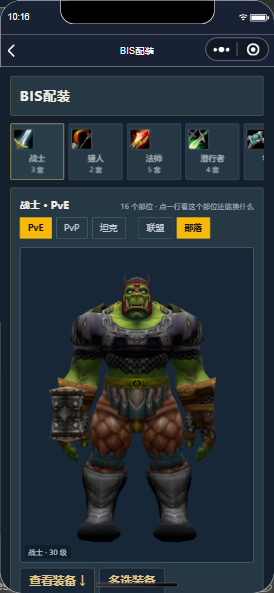 10:16
BIS配装
BIS配装
战士
3 套
猎人
2 套
法师
5 套
潜行者
4 套
战士 · PvE
16 个部位 · 点一行看这个部位还能换什么
PvE PvP 坦克 联盟 部落
战士 · 30 级
查看装备↓ 多选装备